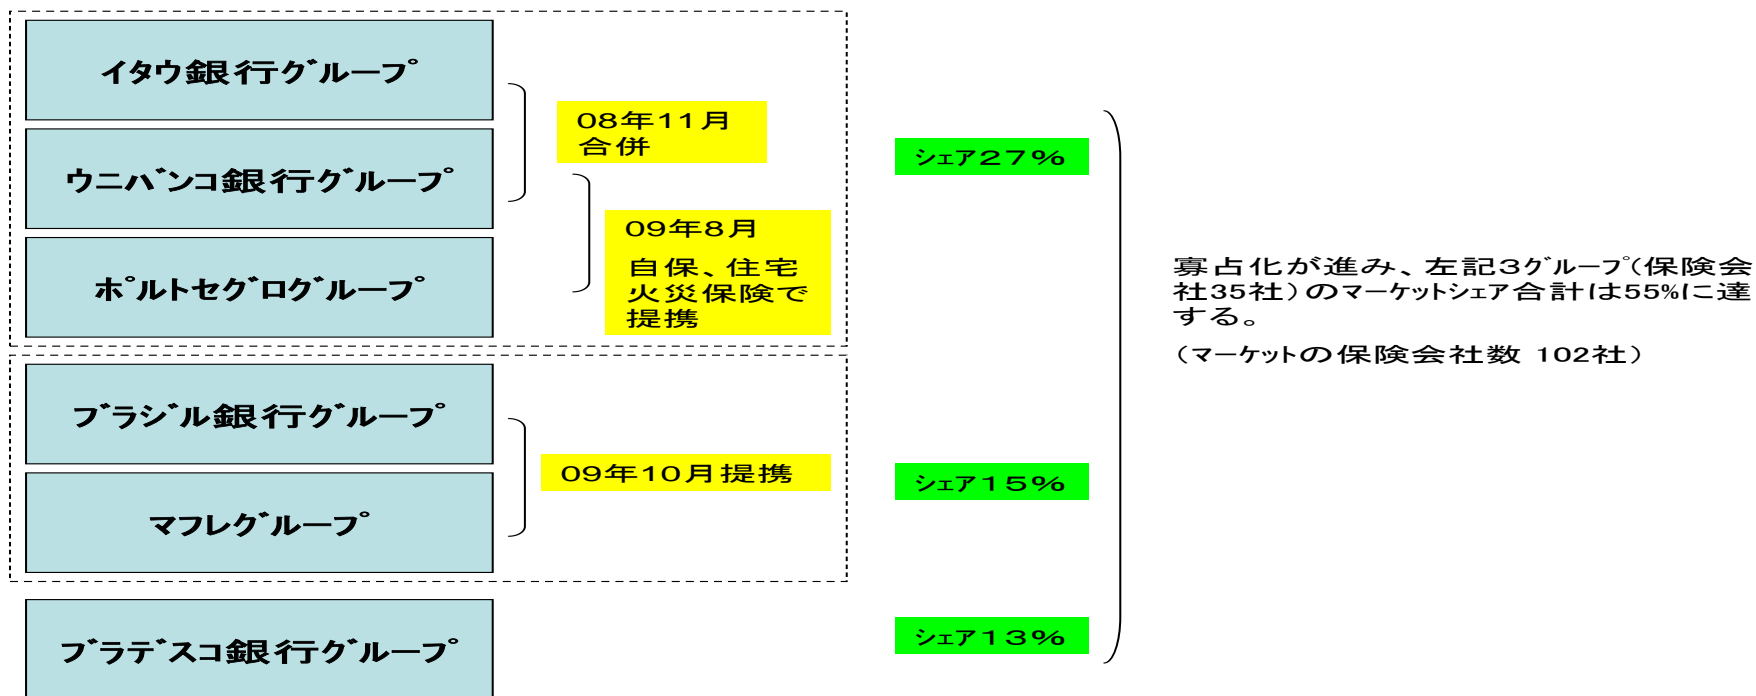 イタウ銀行グループ
08年11月
合併
ウニバンコ銀行グループ
シェア27%
09年8月
自保、住宅
火災保険で
提携
ポルトセグログループ
寡占化が進み、左記3グループ(保険会
社35社)のマーケットシェア合計は55%に達
する。
(マーケットの保険会社数 102社)
ブラジル銀行グループ
09年10月提携
シェア15%
マフレグループ
ブラデスコ銀行グループ
シェア13%